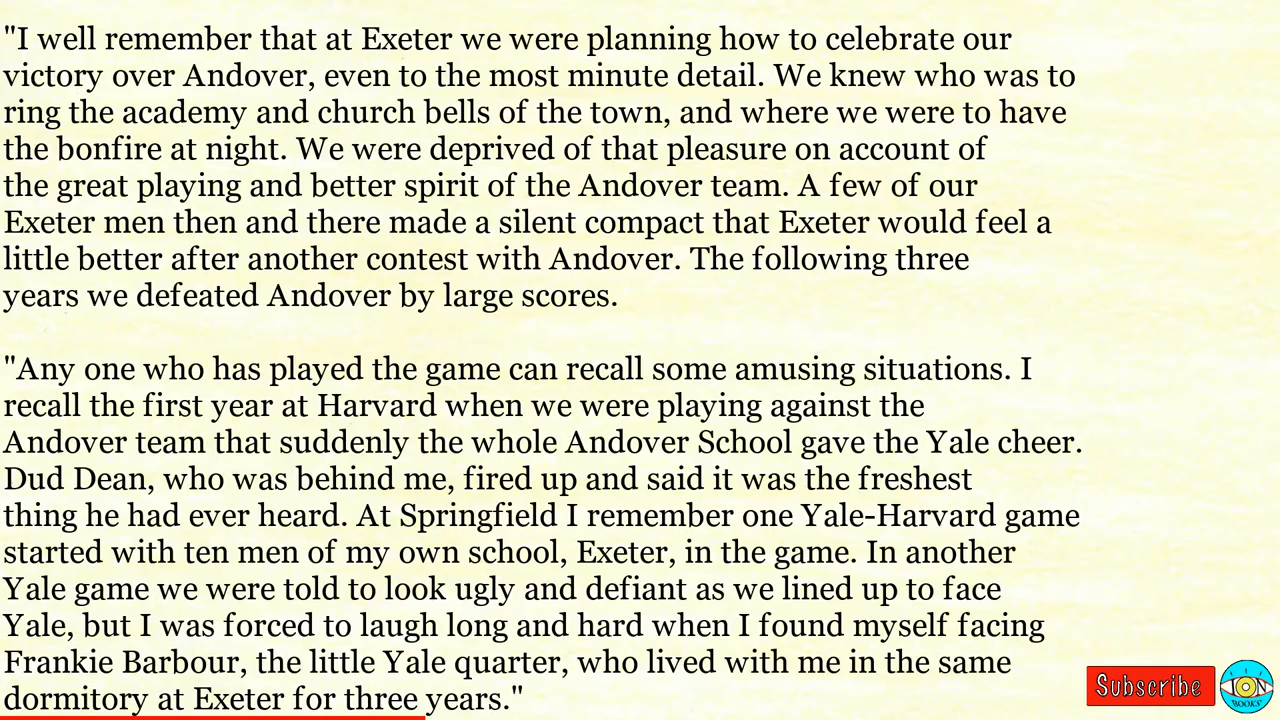 "I well remember that at Exeter we were planning how to celebrate our
victory over Andover, even to the most minute detail. We knew who was to
ring the academy and church bells of the town, and where we were to have
the bonfire at night. We were deprived of that pleasure on account of
the great playing and better spirit of the Andover team. A few of our
Exeter men then and there made a silent compact that Exeter would feel a
little better after another contest with Andover. The following three
years we defeated Andover by large scores.
"Any one who has played the game can recall some amusing situations. I
recall the first year at Harvard when we were playing against the
Andover team that suddenly the whole Andover School gave the Yale cheer.
Dud Dean, who was behind me, fired up and said it was the freshest
thing he had ever heard. At Springfield I remember one Yale-Harvard game
started with ten men of my own school, Exeter, in the game. In another
Yale game we were told to look ugly and defiant as we lined up to face
Yale, but I was forced to laugh long and hard when I found myself facing
Frankie Barbour, the little Yale quarter, who lived with me in the same
dormitory at Exeter for three years."
Subscribe
ION
BOOKS